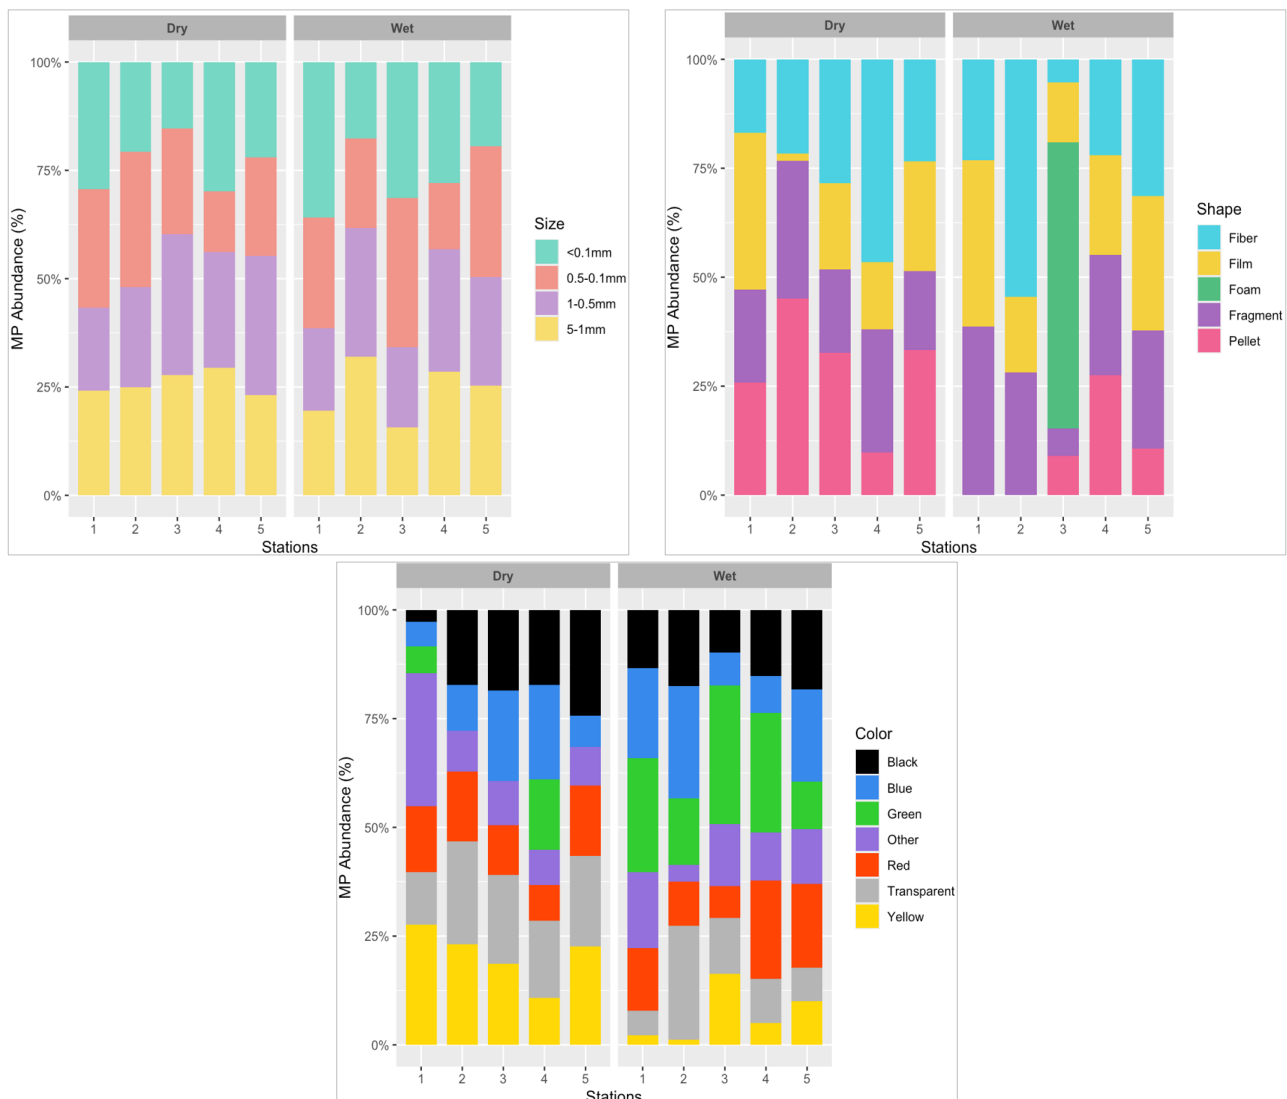 Dry
Wet
MP Abundance (%)
100%
75%
50%
25%
0%
1 2 3 4 5
1 2 3 4 5
Stations
Size
<0.1mm
0.5-0.1mm
1-0.5mm
5-1mm
Dry
Wet
MP Abundance (%)
100%
75%
50%
25%
0%
1 2 3 4 5
1 2 3 4 5
Stations
Shape
Fiber
Film
Foam
Fragment
Pellet
Dry
Wet
MP Abundance (%)
100%
75%
50%
25%
0%
1 2 3 4 5
1 2 3 4 5
Stations
Color
Black
Blue
Green
Other
Red
Transparent
Yellow